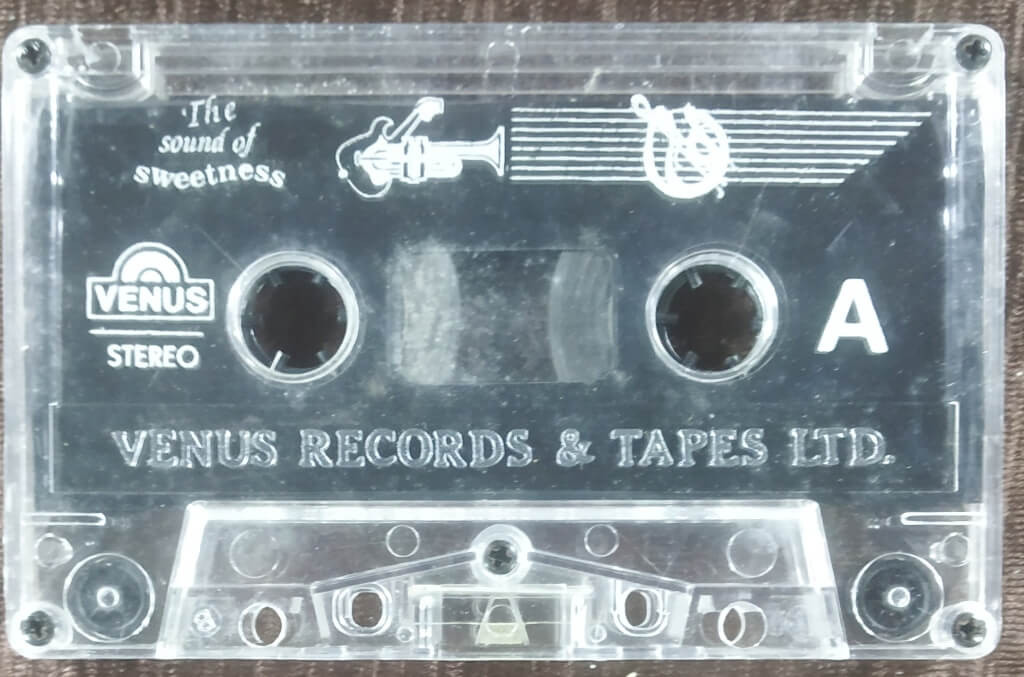 The
sound of
sweetness
VENUS
STEREO
A
VENUS RECORDS & TAPES LTD.